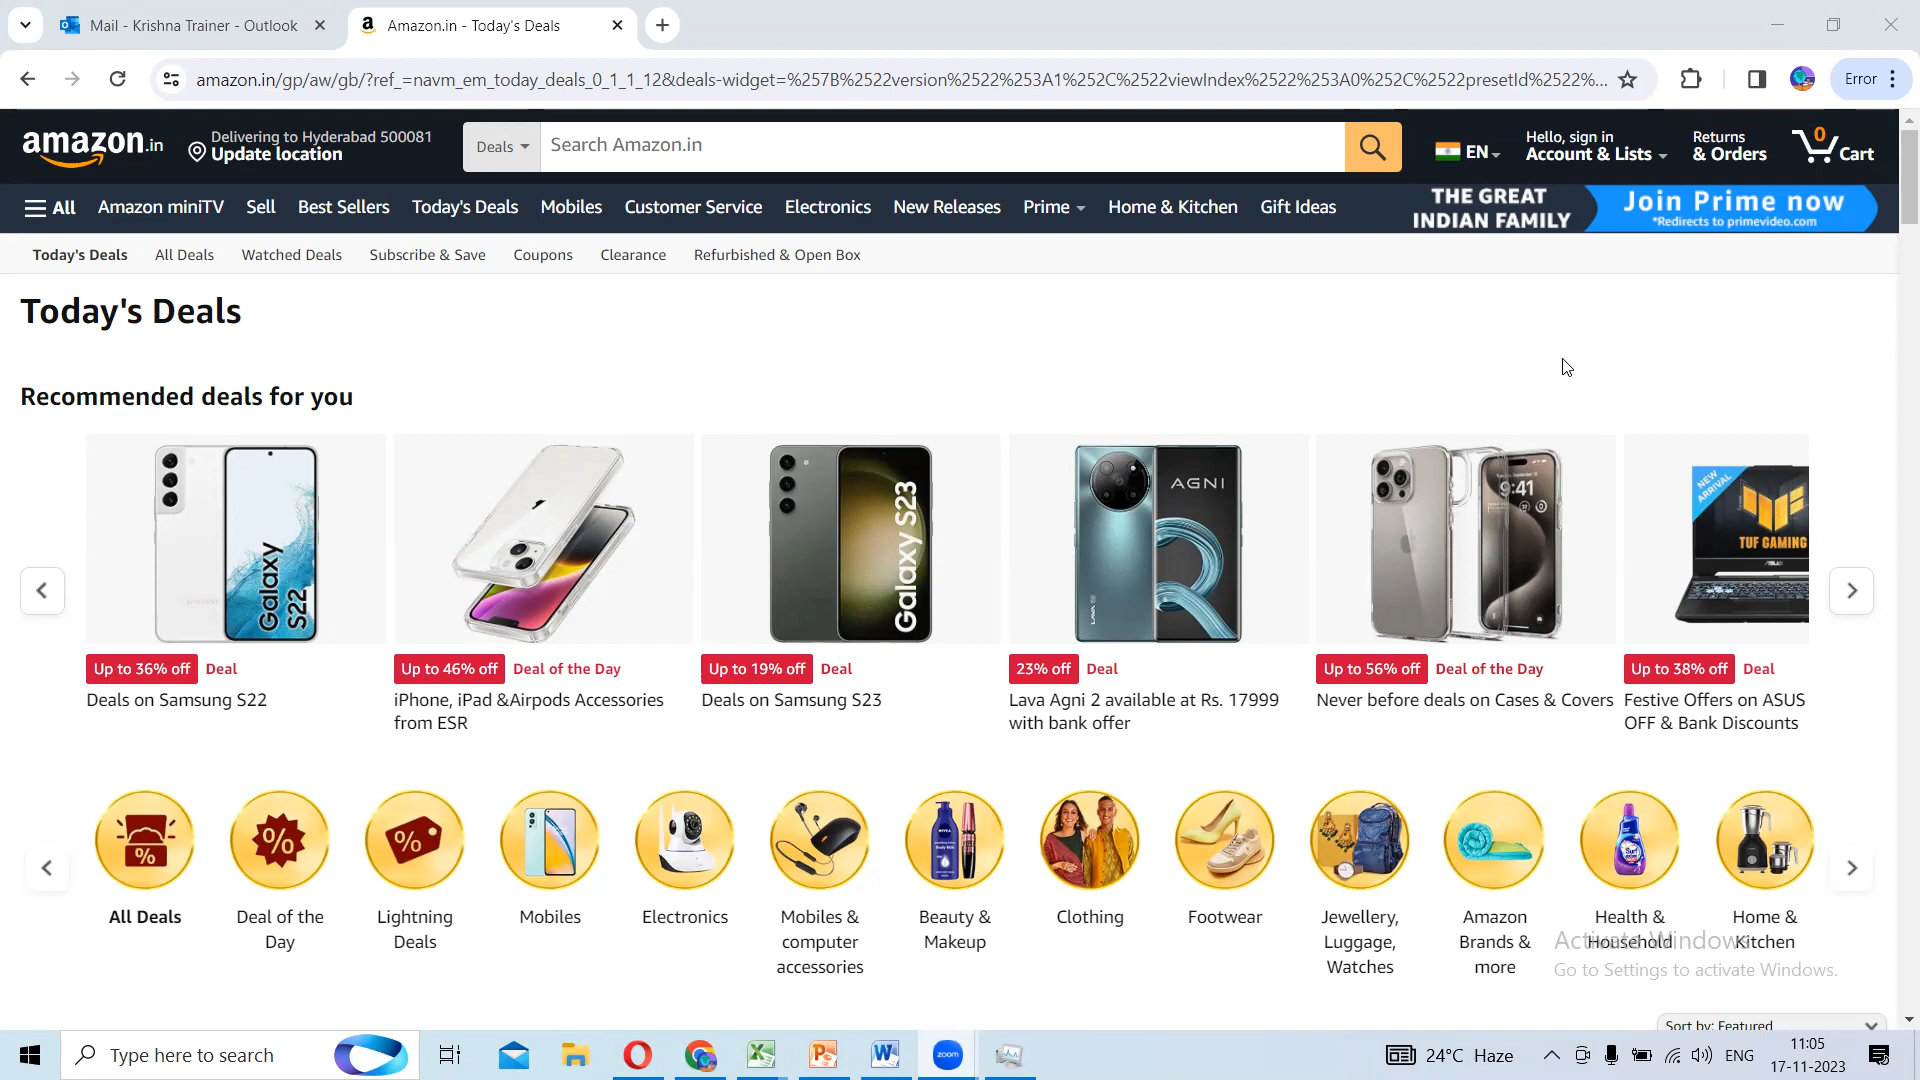 Mail - Krishna Trainer - Outlook
Amazon.in - Today's Deals
amazon.in/gp/aw/gb/?ref_=navm_em_today_deals_0_1_1_12&deals-widget=%257B%2522version%2522%253A1%252C%2522viewIndex%2522%253A0%252C%2522presetId%2522%...
Error
amazon.in
Delivering to Hyderabad 500081
Update location
Deals
Search Amazon.in
EN
Hello, sign in
Account & Lists
Returns
& Orders
0
Cart
All
Amazon miniTV
Sell
Best Sellers
Today's Deals
Mobiles
Customer Service
Electronics
New Releases
Prime
Home & Kitchen
Gift Ideas
THE GREAT
INDIAN FAMILY
Join Prime now
*Redirects to primevideo.com
Today's Deals
All Deals
Watched Deals
Subscribe & Save
Coupons
Clearance
Refurbished & Open Box
Today's Deals
Recommended deals for you
Galaxy
S22
Galaxy S23
AGNI
LAVA
9:41
NEW
ARRIVAL
TUF GAMING
ASUS
Up to 36% off Deal
Deals on Samsung S22
Up to 46% off Deal of the Day
iPhone, iPad &Airpods Accessories
from ESR
Up to 19% off Deal
Deals on Samsung S23
23% off Deal
Lava Agni 2 available at Rs. 17999
with bank offer
Up to 56% off Deal of the Day
Never before deals on Cases & Covers
Up to 38% off Deal
Festive Offers on ASUS
OFF & Bank Discounts
%
%
%
NIVEA
Surf
All Deals
Deal of the
Day
Lightning
Deals
Mobiles
Electronics
Mobiles &
computer
accessories
Beauty &
Makeup
Clothing
Footwear
Jewellery,
Luggage,
Watches
Amazon
Brands &
more
Health &
Household
Home &
Kitchen
Activate Windows
Go to Settings to activate Windows.
Sort by: Featured
Type here to search
zoom
24°C Haze
ENG
11:05
17-11-2023